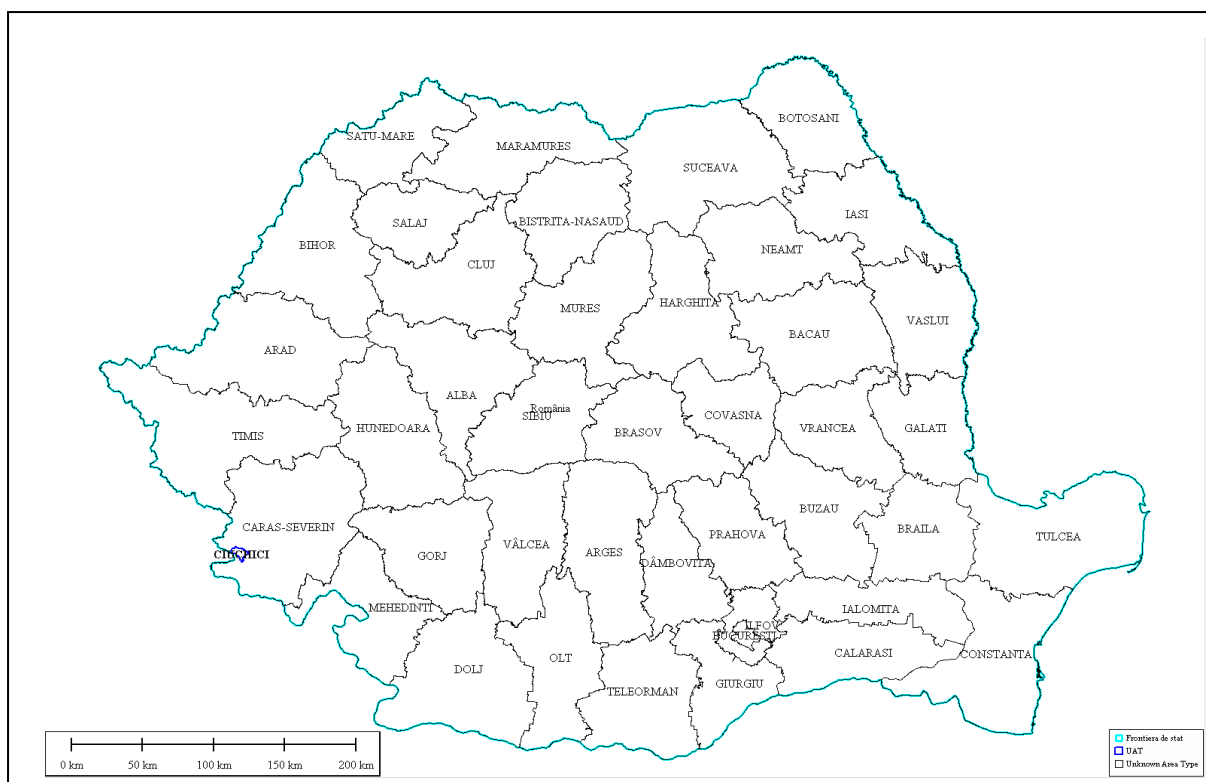 BOTOSANI
SATU-MARE
MARAMURES
SUCEAVA
IASI
BISTRITA-NASAUD
SALAJ
BIHOR
NEAMT
CLUJ
HARGHITA
MURES
VASLUI
BACAU
ARAD
ALBA
România
SIBIU
COVASNA
HUNEDOARA
VRANCEA
GALATI
BRASOV
TIMIS
BUZAU
CARAS-SEVERIN
BRAILA
PRAHOVA
TULCEA
VÂLCEA
ARGES
CIUCHICI
GORJ
DÂMBOVITA
MEHEDINTI
IALOMITA
ILFOV
BUCURESTI
CALARASI
CONSTANTA
OLT
DOLJ
GIURGIU
TELEORMAN
0 km 50 km 100 km 150 km 200 km
Frontiera de stat
UAT
Unknown Area Type